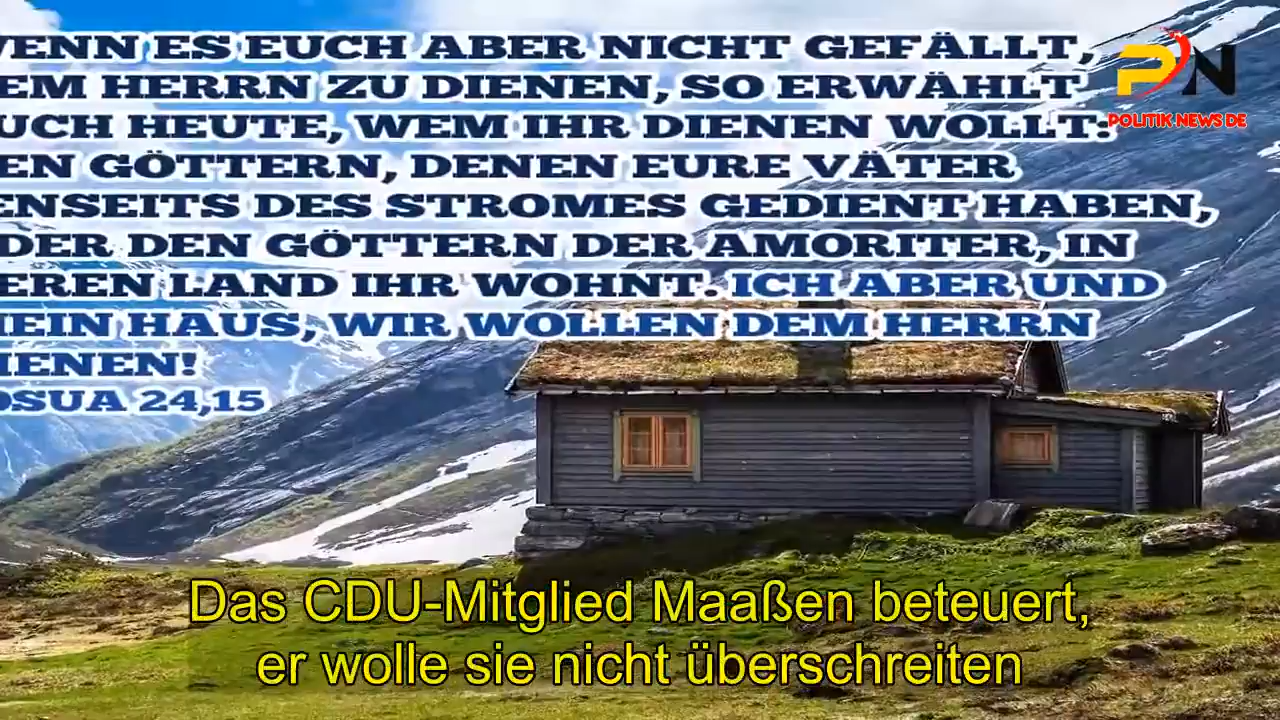 ENN ES EUCH ABER NICHT GEFÄLLT,
EM HERRN ZU DIENEN, SO ERWÄHLT
UCH HEUTE, WEM IHR DIENEN WOLLT:
EN GÖTTERN, DENEN EURE VÄTER
ENSEITS DES STROMES GEDIENT HABEN,
DER DEN GÖTTERN DER AMORITER, IN
EREN LAND IHR WOHNT. ICH ABER UND
EIN HAUS, WIR WOLLEN DEM HERRN
IENEN!
OSUA 24,15
PN
POLITIK NEWS DE
Das CDU-Mitglied Maaßen beteuert,
er wolle sie nicht überschreiten